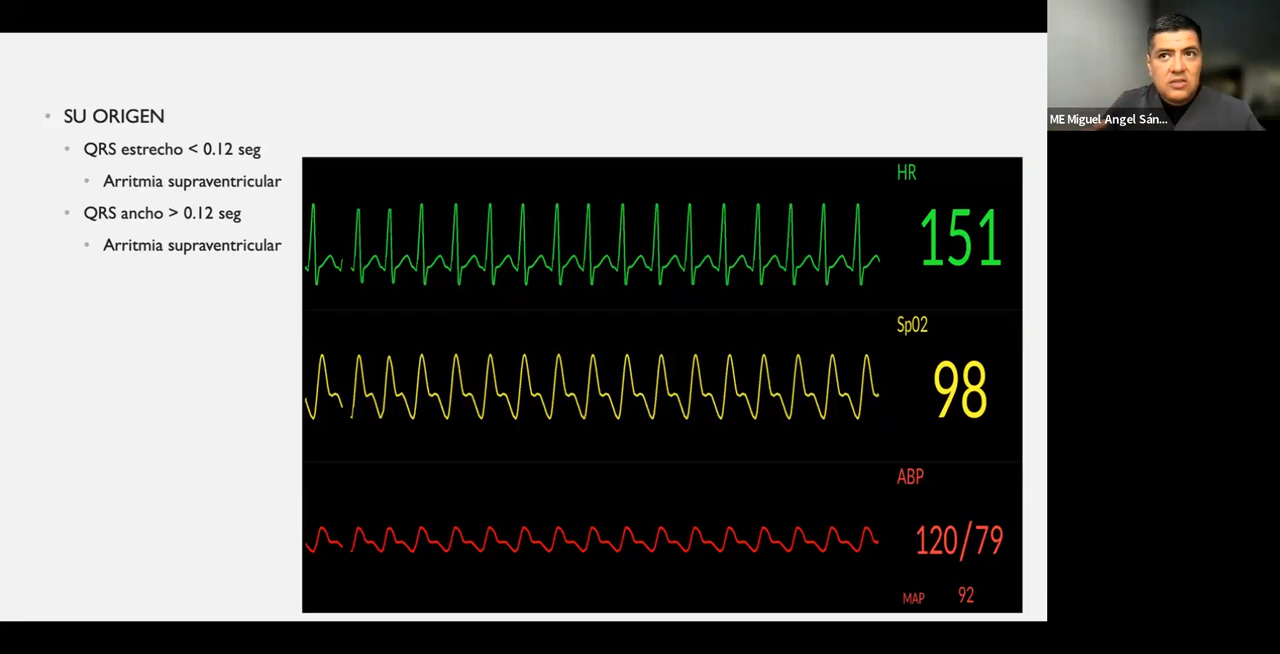 SU ORIGEN
QRS estrecho < 0.12 seg
Arritmia supraventricular
QRS ancho > 0.12 seg
Arritmia supraventricular
HR
151
SpO2
98
ABP
120/79
MAP 92
ME Miguel Angel Sán...